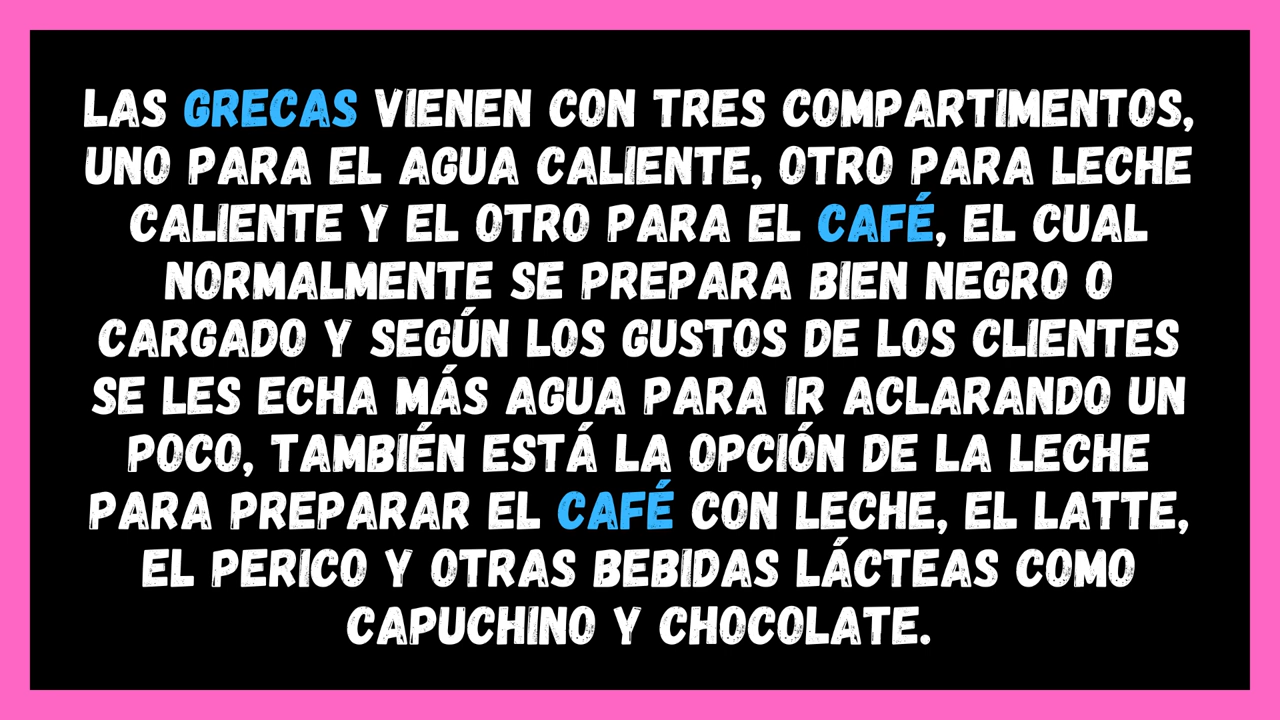 LAS GRECAS VIENEN CON TRES COMPARTIMENTOS,
UNO PARA EL AGUA CALIENTE, OTRO PARA LECHE
CALIENTE Y EL OTRO PARA EL CAFÉ, EL CUAL
NORMALMENTE SE PREPARA BIEN NEGRO O
CARGADO Y SEGÚN LOS GUSTOS DE LOS CLIENTES
SE LES ECHA MÁS AGUA PARA IR ACLARANDO UN
POCO, TAMBIÉN ESTÁ LA OPCIÓN DE LA LECHE
PARA PREPARAR EL CAFÉ CON LECHE, EL LATTE,
EL PERICO Y OTRAS BEBIDAS LÁCTEAS COMO
CAPUCHINO Y CHOCOLATE.